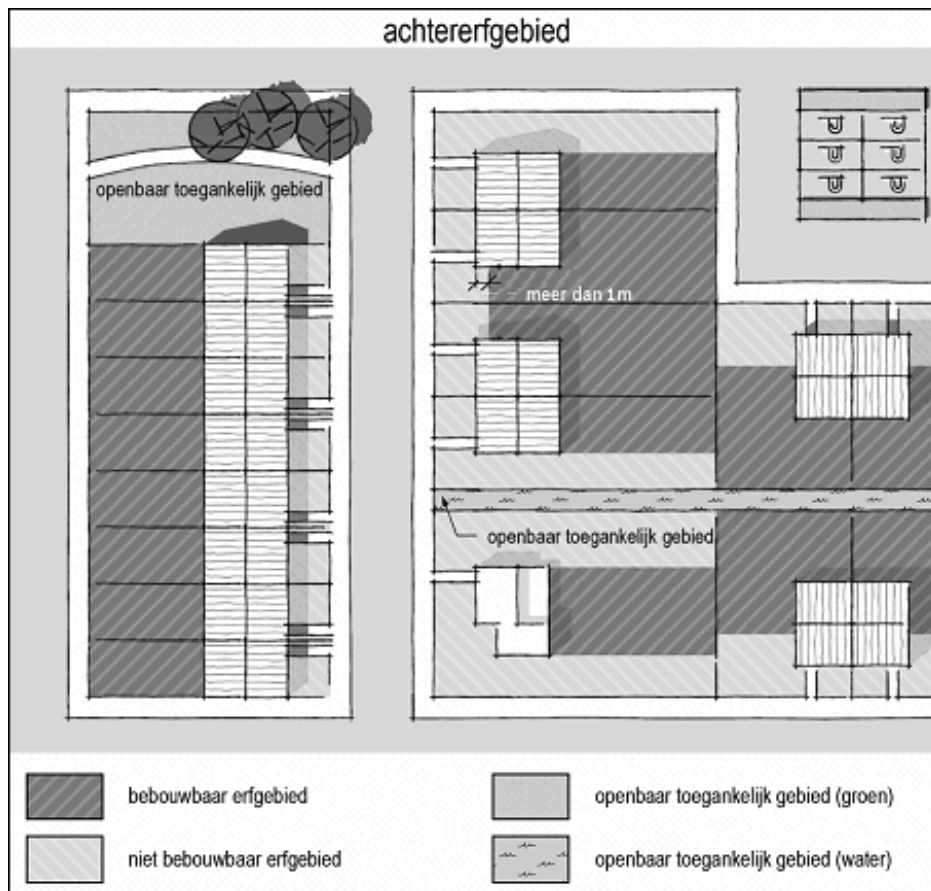 achtererfgebied
openbaar toegankelijk gebied
meer dan 1m
openbaar toegankelijk gebied
bebouwbaar erfgebied
openbaar toegankelijk gebied (groen)
niet bebouwbaar erfgebied
openbaar toegankelijk gebied (water)